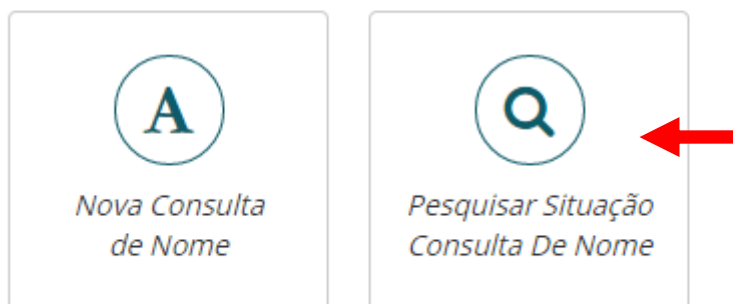 A
Nova Consulta
de Nome
Pesquisar Situação
Consulta De Nome